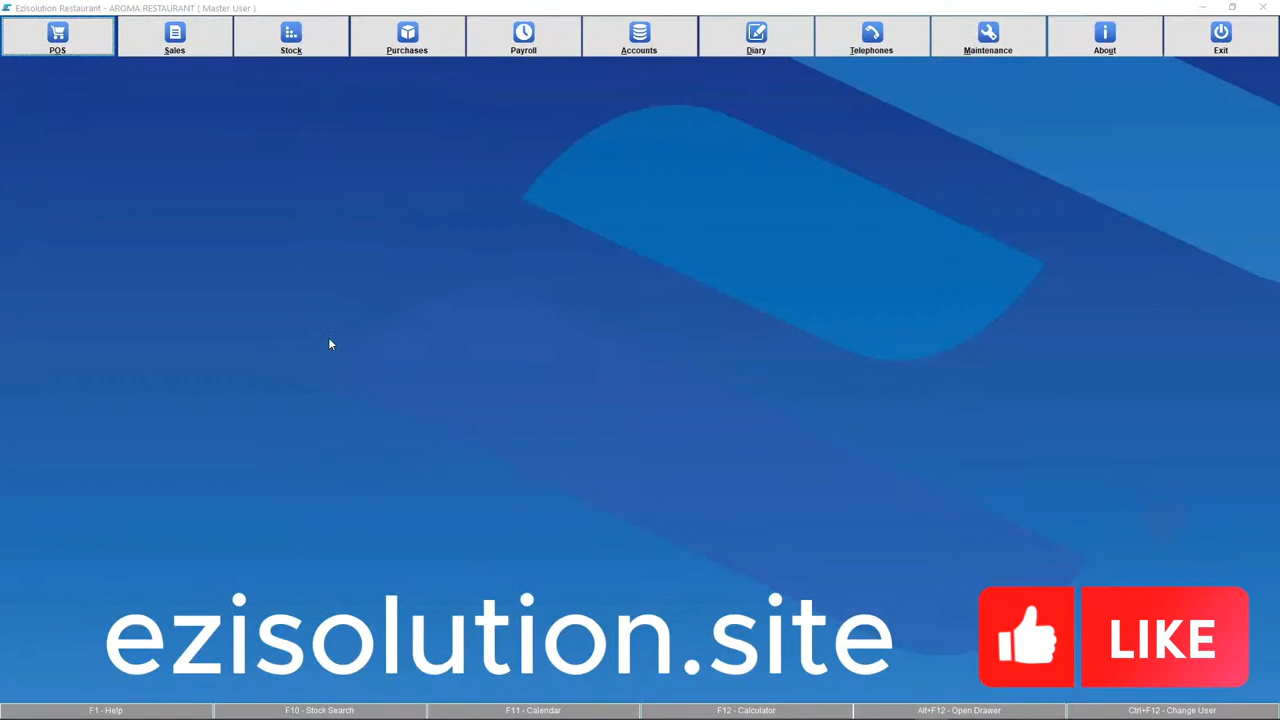 Ezisolution Restaurant - AROMA RESTAURANT ( Master User )
POS Sales Stock Purchases Payroll Accounts Diary Telephones Maintenance About Exit
ezisolution.site
LIKE
F1 - Help F10 - Stock Search F11 - Calendar F12 - Calculator Alt+F12 - Open Drawer Ctrl+F12 - Change User